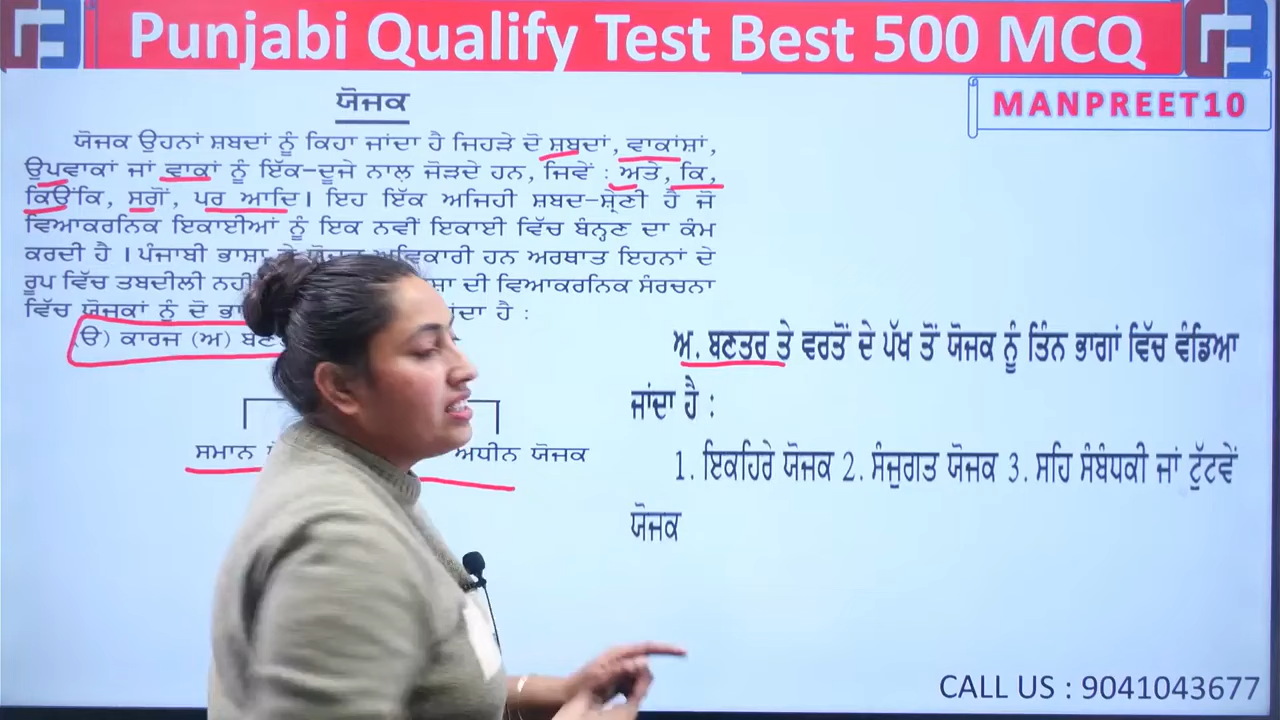 Punjabi Qualify Test Best 500 MCQ
MANPREET10
ਯੋਜਕ
ਯੋਜਕ ਉਹਨਾਂ ਸ਼ਬਦਾਂ ਨੂੰ ਕਿਹਾ ਜਾਂਦਾ ਹੈ ਜਿਹੜੇ ਦੋ ਸ਼ਬਦਾਂ, ਵਾਕਾਂਸ਼ਾਂ,
ਉਪਵਾਕਾਂ ਜਾਂ ਵਾਕਾਂ ਨੂੰ ਇੱਕ-ਦੂਜੇ ਨਾਲ ਜੋੜਦੇ ਹਨ, ਜਿਵੇਂ : ਅਤੇ, ਕਿ,
ਕਿਉਂਕਿ, ਸਗੋਂ, ਪਰ ਆਦਿ। ਇਹ ਇੱਕ ਅਜਿਹੀ ਸ਼ਬਦ-ਸ਼੍ਰੇਣੀ ਹੈ ਜੋ
ਵਿਆਕਰਨਿਕ ਇਕਾਈਆਂ ਨੂੰ ਇਕ ਨਵੀਂ ਇਕਾਈ ਵਿੱਚ ਬੰਨ੍ਹਣ ਦਾ ਕੰਮ
ਕਰਦੀ ਹੈ । ਪੰਜਾਬੀ ਭਾਸ਼ਾ ਦੇ ਯੋਜਕ ਅਵਿਕਾਰੀ ਹਨ ਅਰਥਾਤ ਇਹਨਾਂ ਦੇ
ਰੂਪ ਵਿੱਚ ਤਬਦੀਲੀ ਨਹੀਂ ਦੀ ਵਿਆਕਰਨਿਕ ਸੰਰਚਨਾ
ਵਿੱਚ ਯੋਜਕਾਂ ਨੂੰ ਦੋ ਹੈ :
(ੳ) ਕਾਰਜ (ਅ)
ਸਮਾਨ ਅਧੀਨ ਯੋਜਕ
ਅ. ਬਣਤਰ ਤੇ ਵਰਤੋਂ ਦੇ ਪੱਖ ਤੋਂ ਯੋਜਕ ਨੂੰ ਤਿੰਨ ਭਾਗਾਂ ਵਿੱਚ ਵੰਡਿਆ
ਜਾਂਦਾ ਹੈ :
1. ਇਕਹਿਰੇ ਯੋਜਕ 2. ਸੰਜੁਗਤ ਯੋਜਕ 3. ਸਹਿ ਸੰਬੰਧਕੀ ਜਾਂ ਟੁੱਟਵੇਂ
ਯੋਜਕ
CALL US : 9041043677